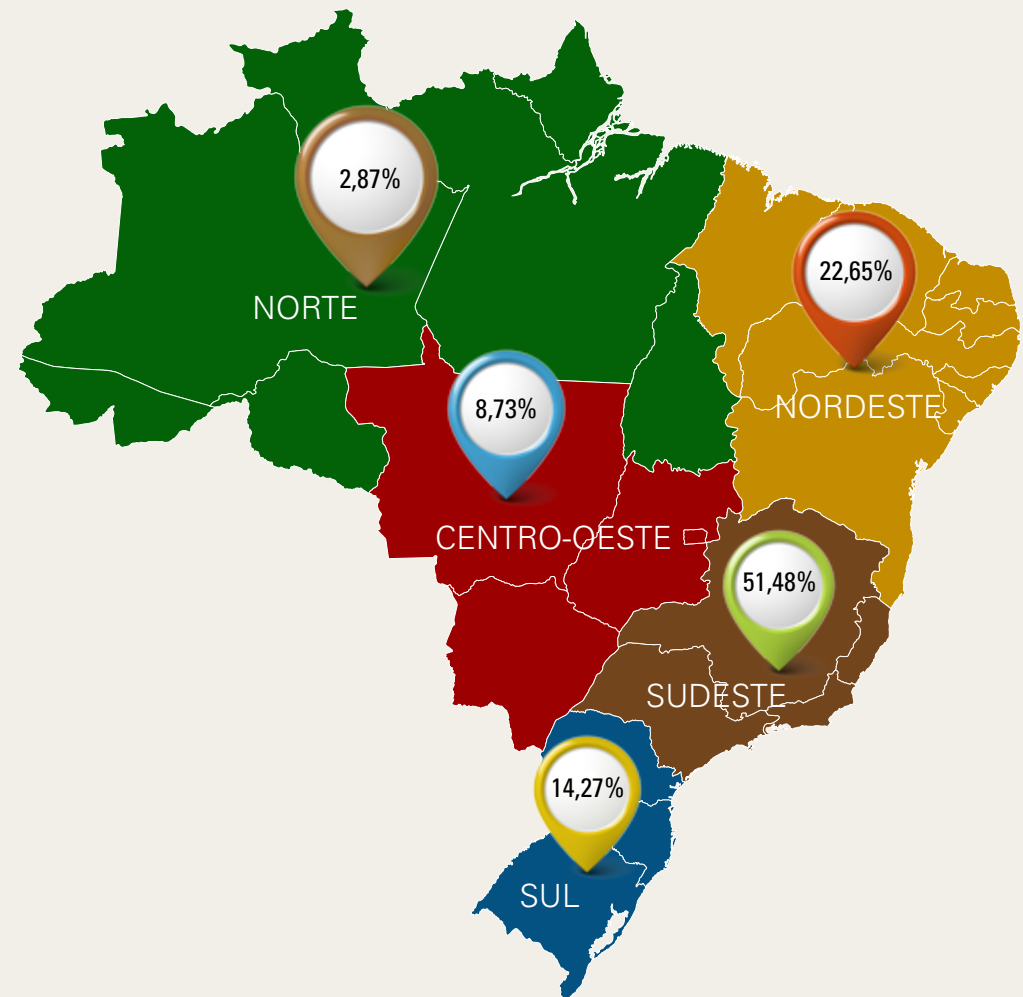 2,87%
NORTE
22,65%
NORDESTE
8,73%
CENTRO-OESTE
51,48%
SUDESTE
14,27%
SUL